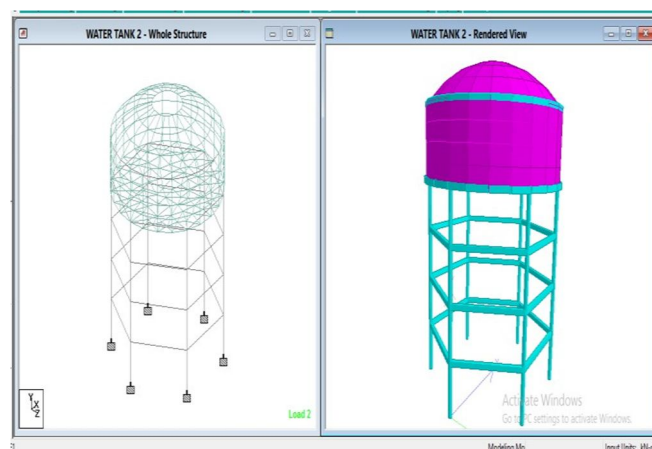 WATER TANK 2 - Whole Structure
WATER TANK 2 - Rendered View
Load 2
Y
X
Z
Activate Windows
Go to PC settings to activate Windows.
Modeling Mo
Input Units: